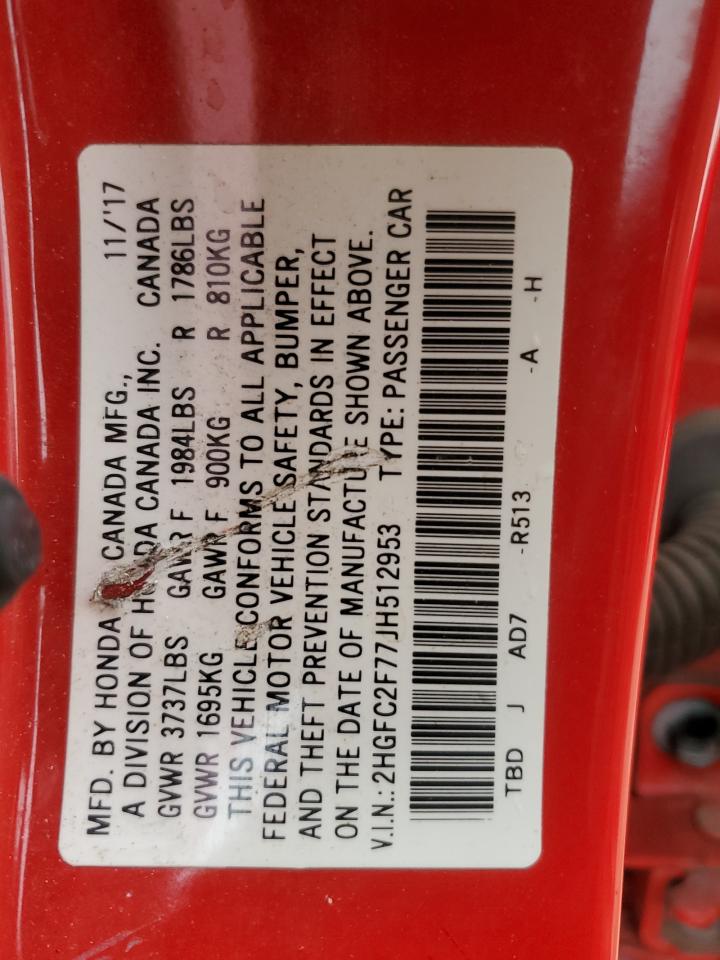 MFD. BY HONDA CANADA MFG., 11/'17
A DIVISION OF HONDA CANADA INC. CANADA
GVWR 3737LBS GAWR F 1984LBS R 1786LBS
GVWR 1695KG GAWR F 900KG R 810KG
THIS VEHICLE CONFORMS TO ALL APPLICABLE
FEDERAL MOTOR VEHICLE SAFETY, BUMPER,
AND THEFT PREVENTION STANDARDS IN EFFECT
ON THE DATE OF MANUFACTURE SHOWN ABOVE.
V.I.N.: 2HGFC2F77JH512953 TYPE: PASSENGER CAR
TBD J AD7 -R513 -A -H